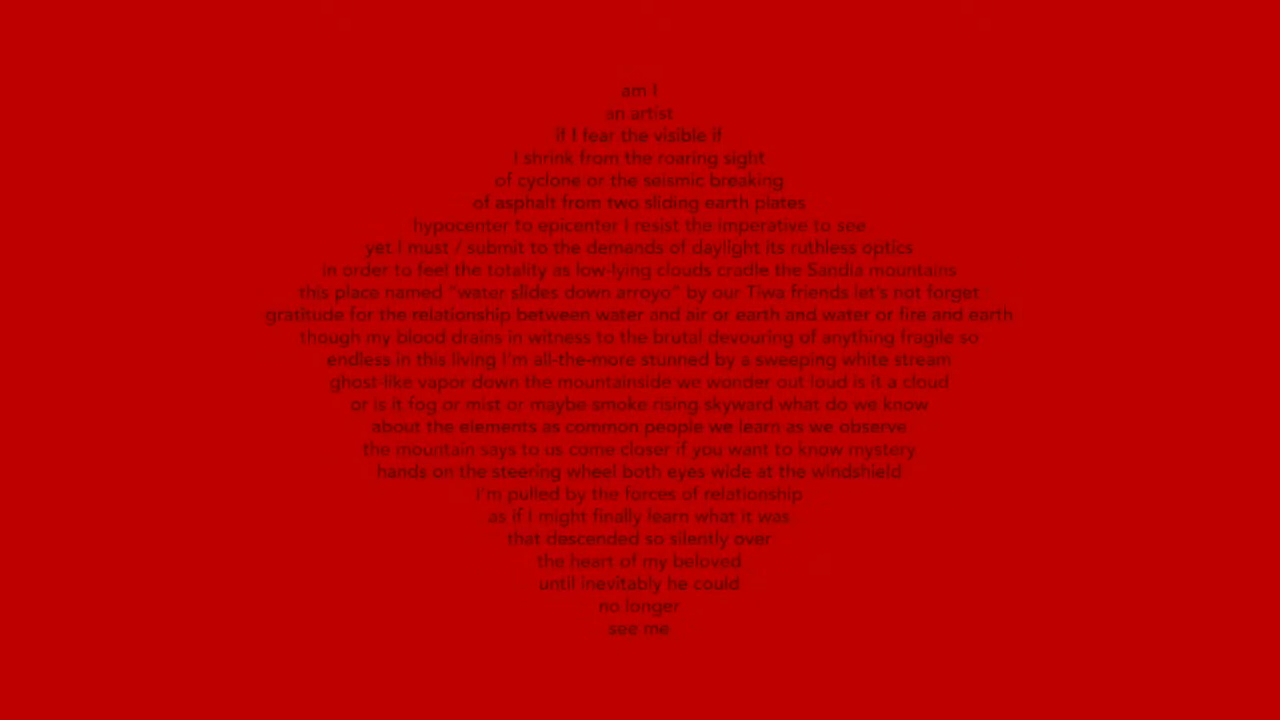 am I
an artist
if I fear the visible if
I shrink from the roaring sight
of cyclone or the seismic breaking
of asphalt from two sliding earth plates
hypocenter to epicenter I resist the imperative to see
yet I must / submit to the demands of daylight its ruthless optics
in order to feel the totality as low-lying clouds cradle the Sandia mountains
this place named “water slides down arroyo” by our Tiwa friends let’s not forget
gratitude for the relationship between water and air or earth and water or fire and earth
though my blood drains in witness to the brutal devouring of anything fragile so
endless in this living I’m all-the-more stunned by a sweeping white stream
ghost-like vapor down the mountainside we wonder out loud is it a cloud
or is it fog or mist or maybe smoke rising skyward what do we know
about the elements as common people we learn as we observe
the mountain says to us come closer if you want to know mystery
hands on the steering wheel both eyes wide at the windshield
I’m pulled by the forces of relationship
as if I might finally learn what it was
that descended so silently over
the heart of my beloved
until inevitably he could
no longer
see me